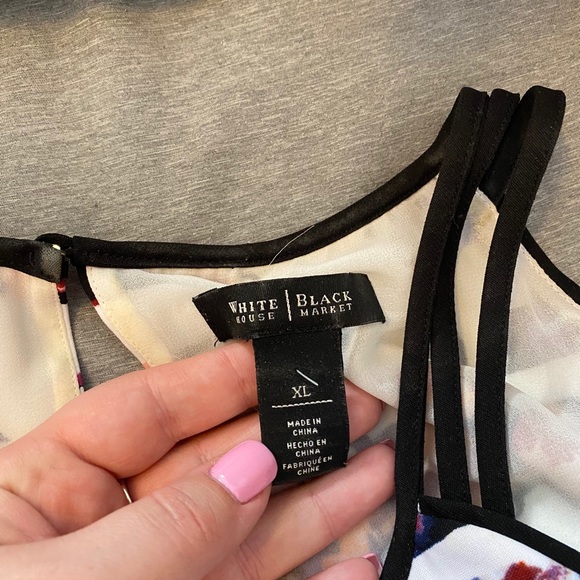 WHITE | BLACK
HOUSE | MARKET
XL
MADE IN
CHINA
HECHO EN
CHINA
FABRIQUÉ EN
CHINE